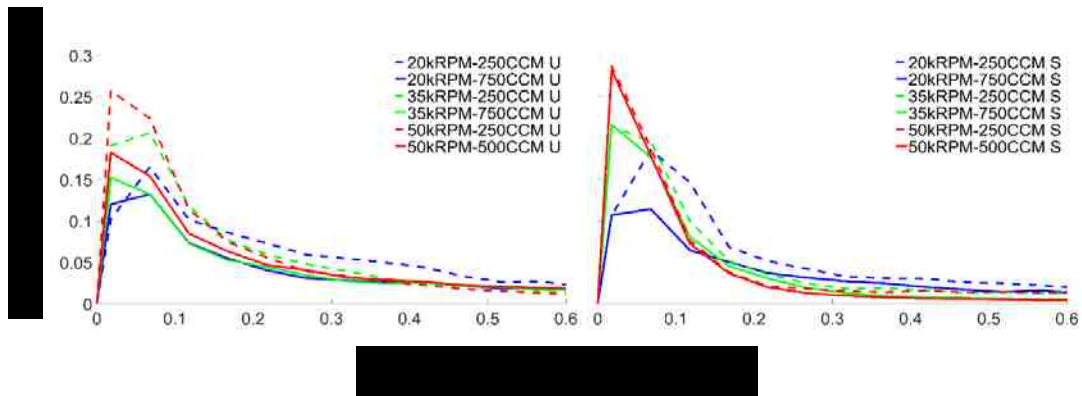 0.3
0.25
0.2
0.15
0.1
0.05
0
0 0.1 0.2 0.3 0.4 0.5 0.6
20kRPM-250CCM U
20kRPM-750CCM U
35kRPM-250CCM U
35kRPM-750CCM U
50kRPM-250CCM U
50kRPM-500CCM U
20kRPM-250CCM S
20kRPM-750CCM S
35kRPM-250CCM S
35kRPM-750CCM S
50kRPM-250CCM S
50kRPM-500CCM S
0 0.1 0.2 0.3 0.4 0.5 0.6